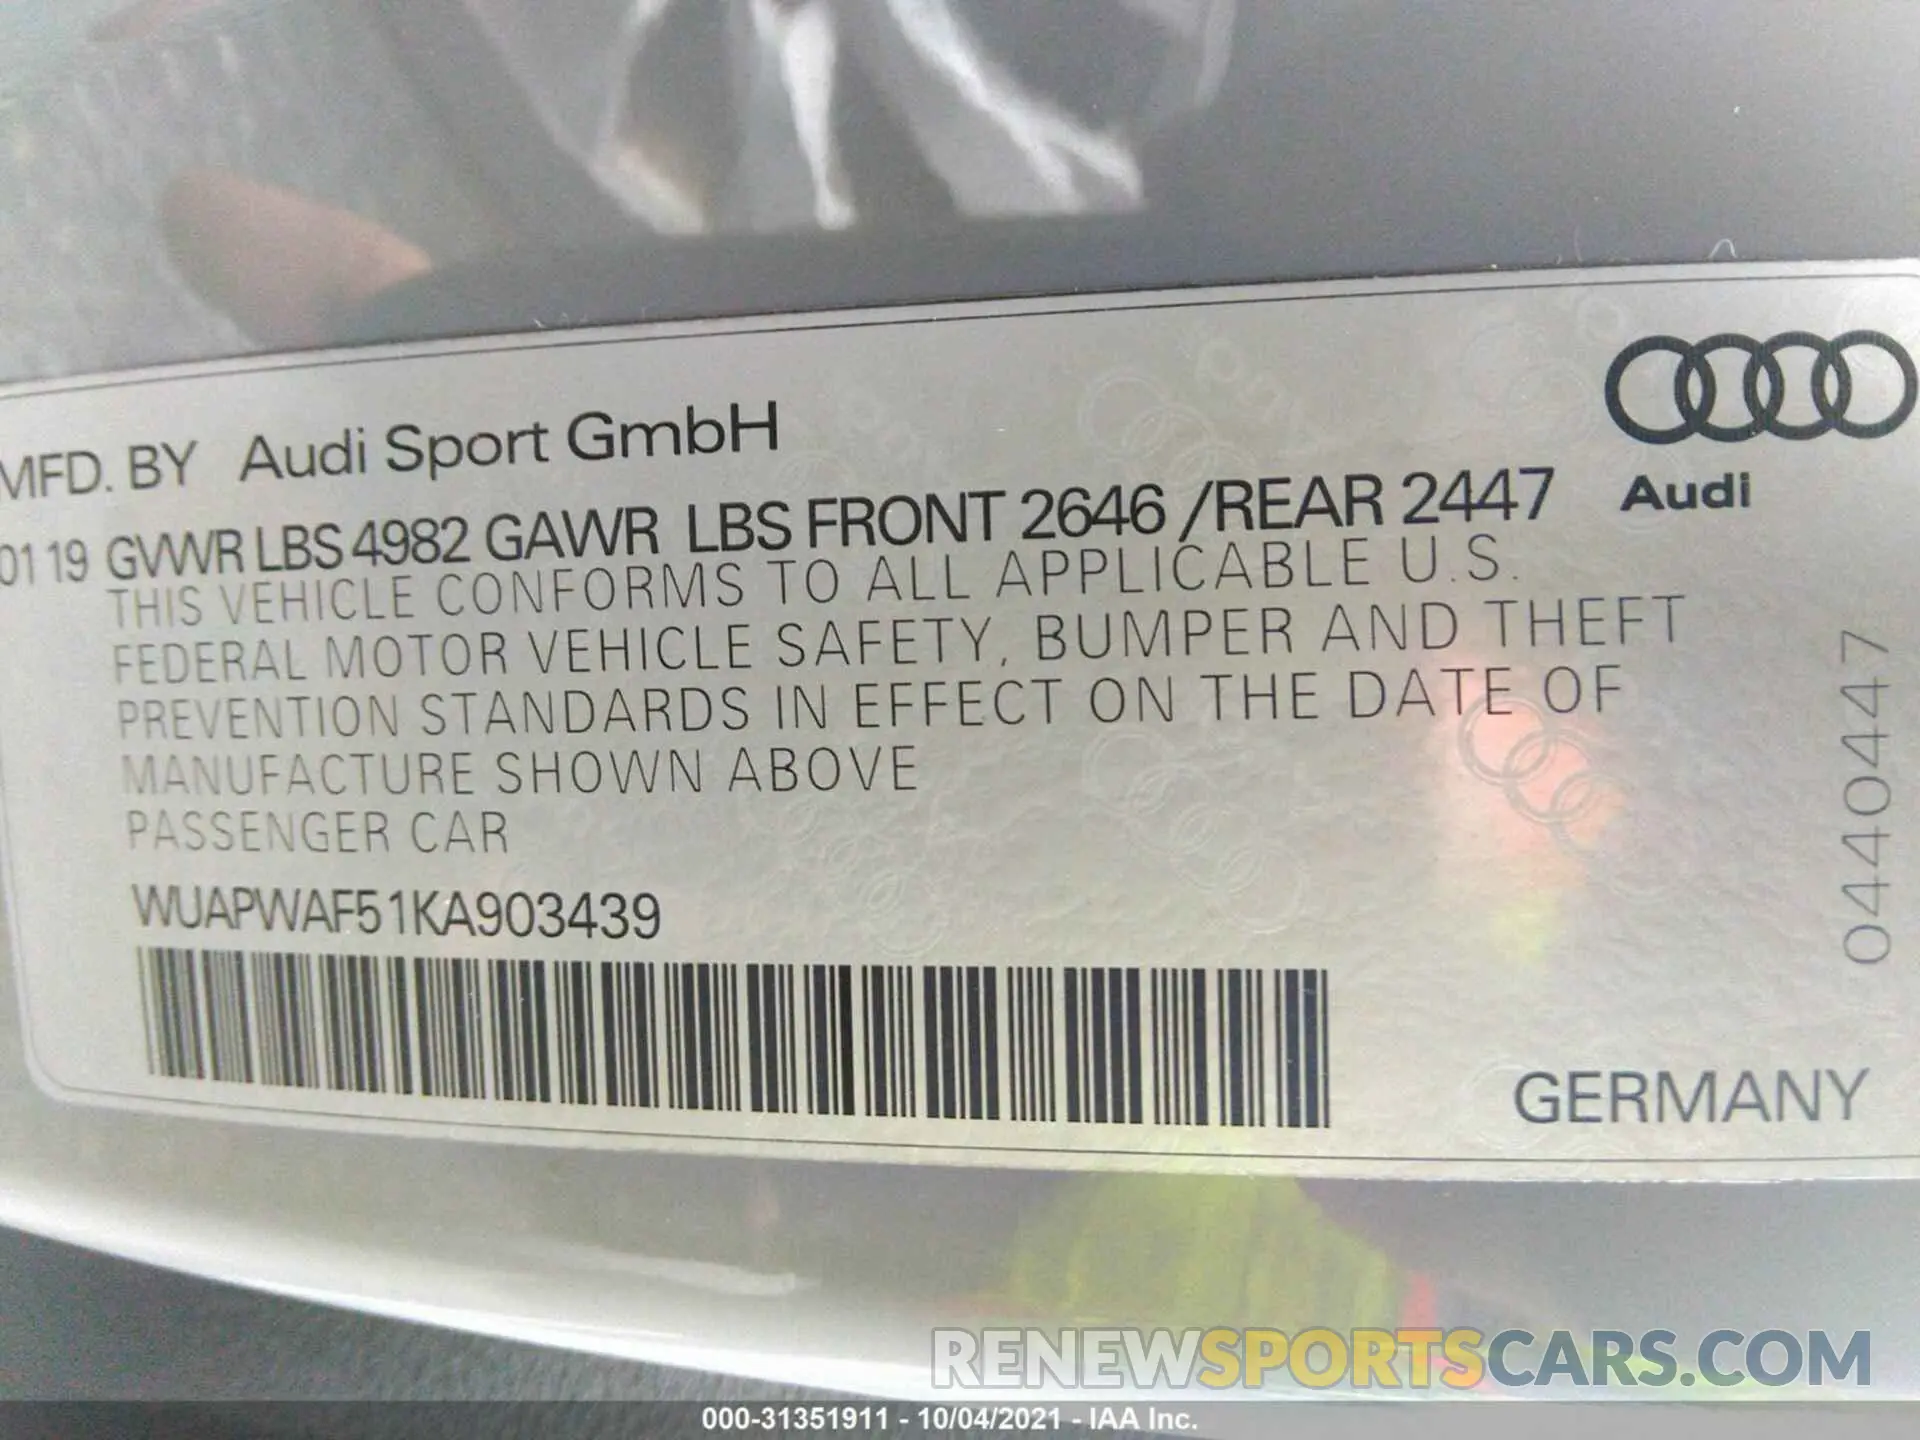 MFD. BY Audi Sport GmbH
Audi
01 19 GVWR LBS 4982 GAWR LBS FRONT 2646 /REAR 2447
THIS VEHICLE CONFORMS TO ALL APPLICABLE U.S.
FEDERAL MOTOR VEHICLE SAFETY, BUMPER AND THEFT
PREVENTION STANDARDS IN EFFECT ON THE DATE OF
MANUFACTURE SHOWN ABOVE
PASSENGER CAR
WUAPWAF51KA903439
0440447
GERMANY
RENEWSPORTSCARS.COM
000-31351911 - 10/04/2021 - IAA Inc.